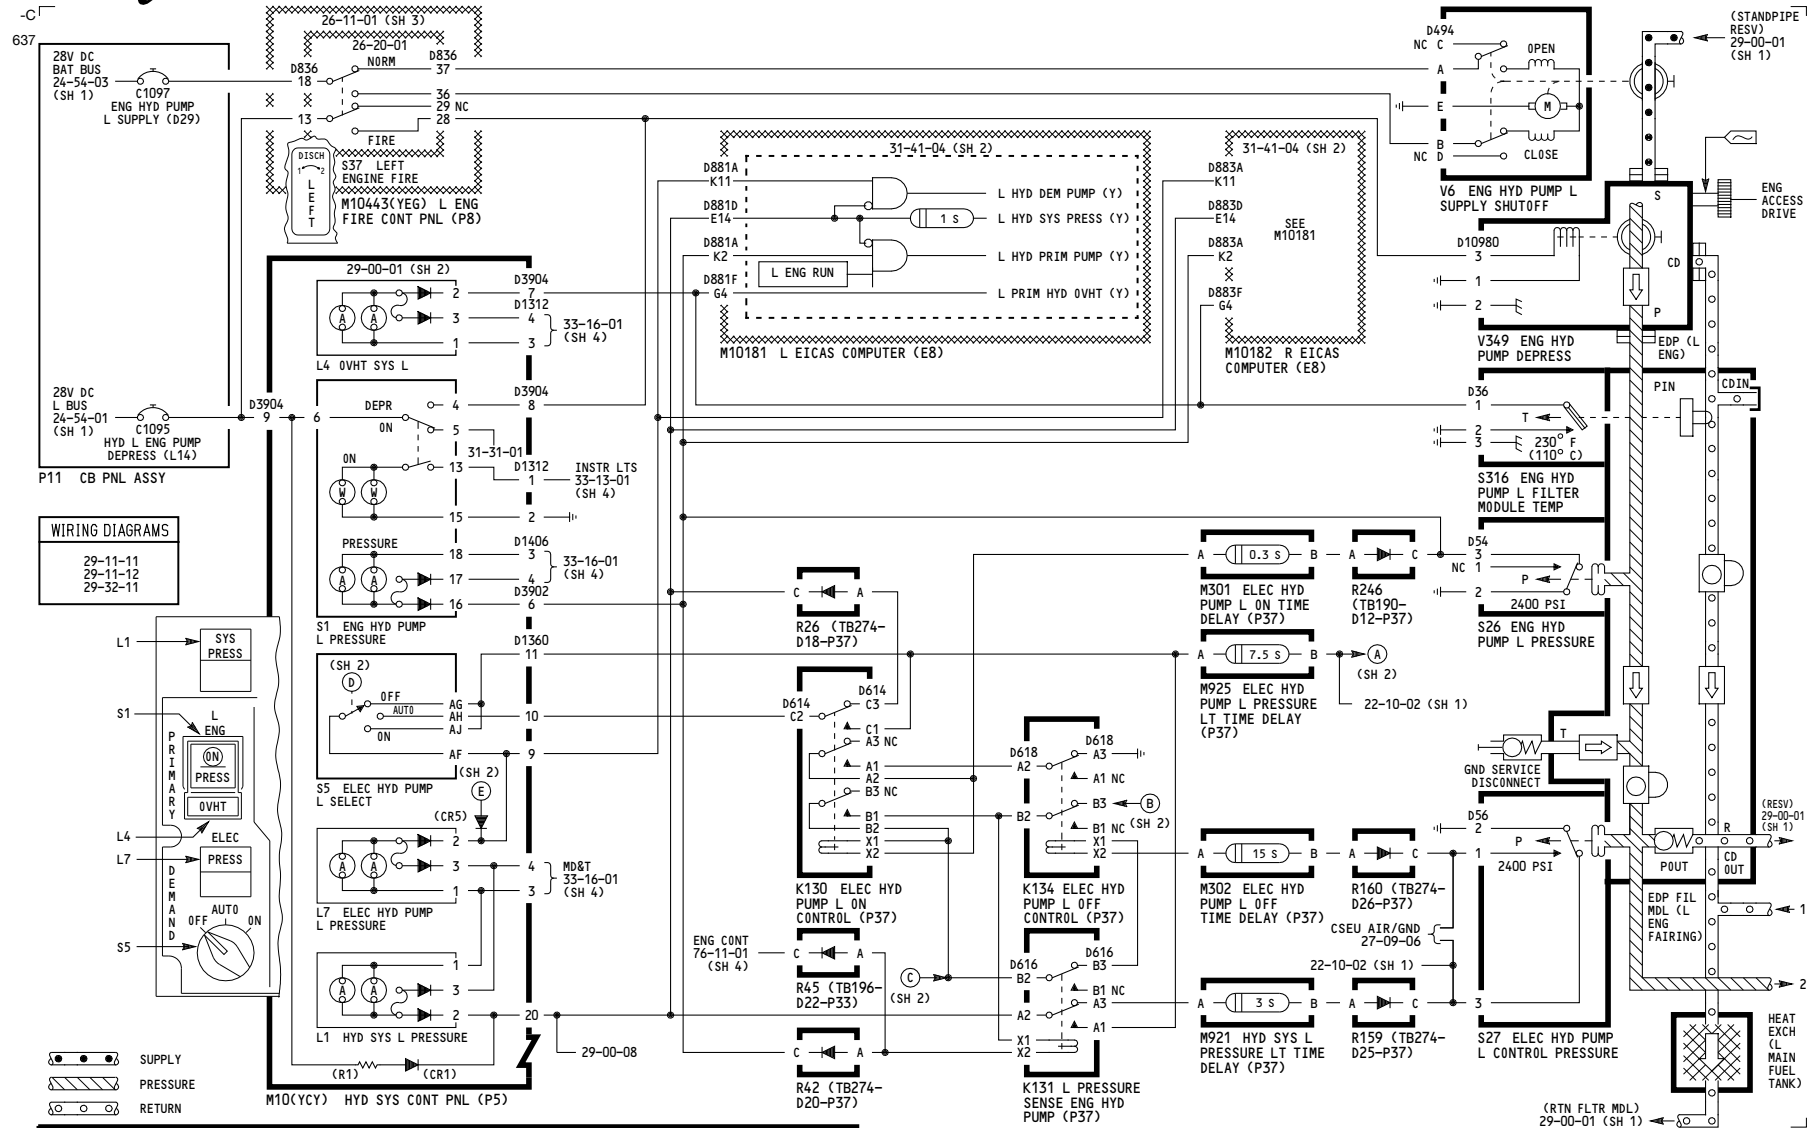 -C
637
28V DC
BAT BUS
24-54-03
(SH 1)
C1097
ENG HYD PUMP
L SUPPLY (D29)
28V DC
L BUS
24-54-01
(SH 1)
C1095
HYD L ENG PUMP
DEPRESS (L14)
P11 CB PNL ASSY
WIRING DIAGRAMS
29-11-11
29-11-12
29-32-11
26-11-01 (SH 3)
26-20-01
D836
18
13
NORM
FIRE
D836
37
36
29 NC
28
DISCH
1 2
L
E
F
T
S37 LEFT
ENGINE FIRE
M10443(YEG) L ENG
FIRE CONT PNL (P8)
29-00-01 (SH 2)
A A
2
3
1
D3904
7
D1312
4
3
33-16-01
(SH 4)
L4 OVHT SYS L
D3904
9
6
DEPR
ON
4
5
D3904
8
31-31-01
ON
W W
13
15
D1312
1
2
INSTR LTS
33-13-01
(SH 4)
PRESSURE
A A
18
17
16
D1406
3
4
D3902
6
33-16-01
(SH 4)
S1 ENG HYD PUMP
L PRESSURE
D1360
11
(SH 2)
D
OFF
AUTO
ON
AG
AH
AJ
AF
10
9
S5 ELEC HYD PUMP
L SELECT
(SH 2)
E
(CR5)
A A
2
3
1
4
3
MD&T
33-16-01
(SH 4)
L7 ELEC HYD PUMP
L PRESSURE
A A
1
3
2
20
L1 HYD SYS L PRESSURE
29-00-08
(R1)
(CR1)
M10(YCY) HYD SYS CONT PNL (P5)
L1
SYS
PRESS
S1
L
ENG
ON
PRESS
OVHT
PRIMARY
L4
ELEC
L7
PRESS
DEMAND
AUTO
OFF
ON
S5
SUPPLY
PRESSURE
RETURN
31-41-04 (SH 2)
D881A
K11
D881D
E14
D881A
K2
D881F
G4
L HYD DEM PUMP (Y)
1 S
L HYD SYS PRESS (Y)
L HYD PRIM PUMP (Y)
L ENG RUN
L PRIM HYD OVHT (Y)
M10181 L EICAS COMPUTER (E8)
31-41-04 (SH 2)
D883A
K11
D883D
E14
D883A
K2
D883F
G4
SEE
M10181
M10182 R EICAS
COMPUTER (E8)
D494
NC C
A
E
B
NC D
OPEN
M
CLOSE
V6 ENG HYD PUMP L
SUPPLY SHUTOFF
(STANDPIPE
RESV)
29-00-01
(SH 1)
ENG
ACCESS
DRIVE
S
CD
P
D10980
3
1
2
V349 ENG HYD
PUMP DEPRESS
EDP (L
ENG)
D36
1
2
3
T
230° F
(110° C)
PIN
CDIN
S316 ENG HYD
PUMP L FILTER
MODULE TEMP
D54
3
NC 1
2
P
2400 PSI
S26 ENG HYD
PUMP L PRESSURE
C A
R26 (TB274-
D18-P37)
A 0.3 S B
M301 ELEC HYD
PUMP L ON TIME
DELAY (P37)
A C
R246
(TB190-
D12-P37)
A 7.5 S B
A
(SH 2)
M925 ELEC HYD
PUMP L PRESSURE
LT TIME DELAY
(P37)
22-10-02 (SH 1)
D614
C2
D614
C3
C1
A3 NC
A1
A2
B3 NC
B1
B2
X1
X2
K130 ELEC HYD
PUMP L ON
CONTROL (P37)
D618
A2
B2
D618
A3
A1 NC
B3
B
(SH 2)
B1 NC
X1
X2
K134 ELEC HYD
PUMP L OFF
CONTROL (P37)
A 15 S B
M302 ELEC HYD
PUMP L OFF
TIME DELAY (P37)
A C
R160 (TB274-
D26-P37)
T
GND SERVICE
DISCONNECT
D56
2
1
P
2400 PSI
3
S27 ELEC HYD PUMP
L CONTROL PRESSURE
POUT
R
CD
OUT
(RESV)
29-00-01
(SH 1)
EDP FIL
MDL (L
ENG
FAIRING)
1
2
CSEU AIR/GND
27-09-06
22-10-02 (SH 1)
ENG CONT
76-11-01
(SH 4)
C A
R45 (TB196-
D22-P33)
C
(SH 2)
C A
R42 (TB274-
D20-P37)
D616
B2
A2
X1
X2
D616
B3
B1 NC
A3
A1
K131 L PRESSURE
SENSE ENG HYD
PUMP (P37)
A 3 S B
M921 HYD SYS L
PRESSURE LT TIME
DELAY (P37)
A C
R159 (TB274-
D25-P37)
HEAT
EXCH
(L
MAIN
FUEL
TANK)
(RTN FLTR MDL)
29-00-01 (SH 1)